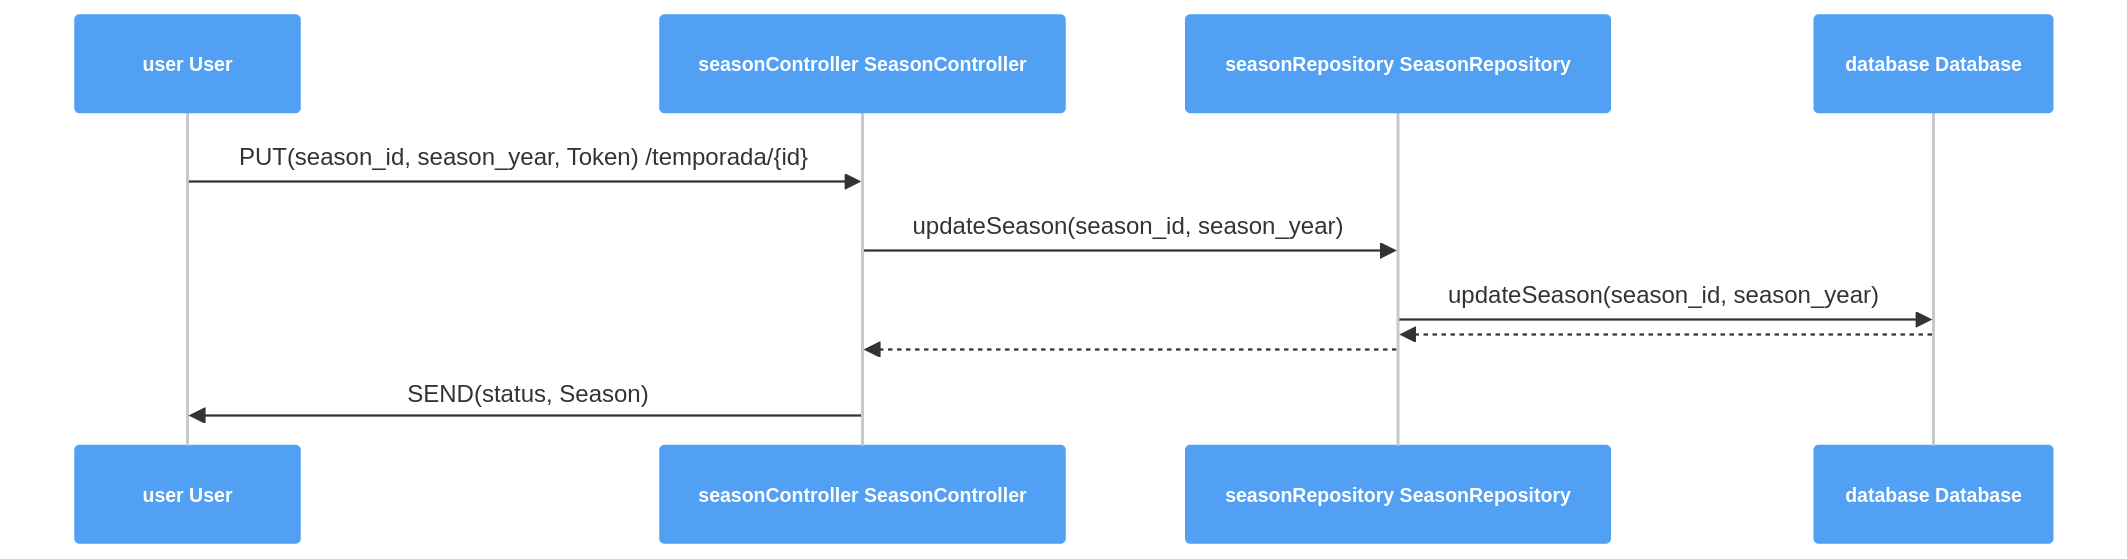 user User
seasonController SeasonController
seasonRepository SeasonRepository
database Database
PUT(season_id, season_year, Token) /temporada/{id}
updateSeason(season_id, season_year)
updateSeason(season_id, season_year)
SEND(status, Season)
user User
seasonController SeasonController
seasonRepository SeasonRepository
database Database